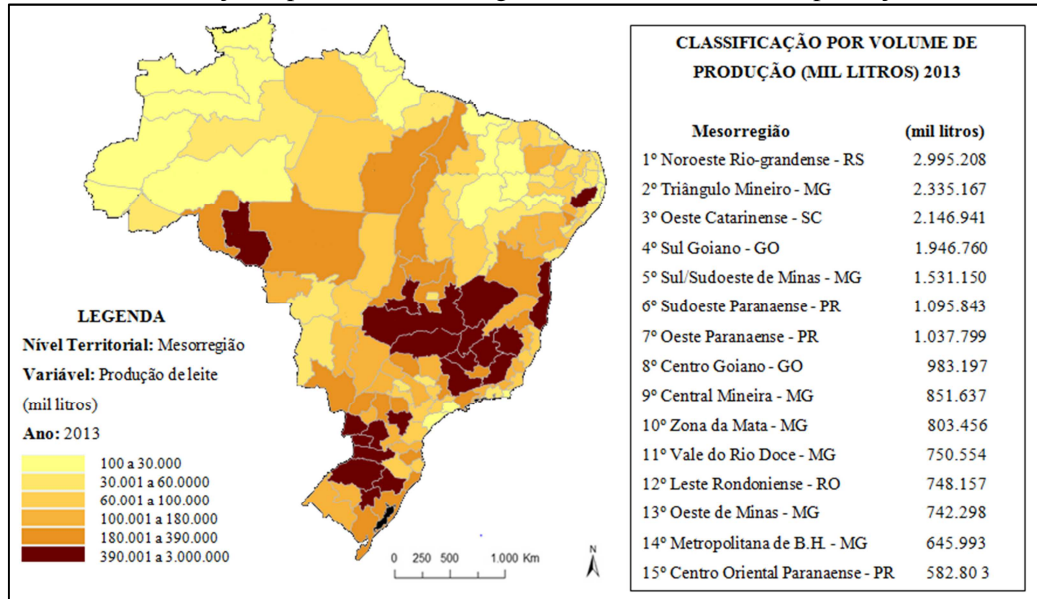 LEGENDA
Nível Territorial: Mesorregião
Variável: Produção de leite
(mil litros)
Ano: 2013
100 a 30.000
30.001 a 60.0000
60.001 a 100.000
100.001 a 180.000
180.001 a 390.000
390.001 a 3.000.000
0 250 500 1.000 Km
N
CLASSIFICAÇÃO POR VOLUME DE
PRODUÇÃO (MIL LITROS) 2013
Mesorregião (mil litros)
1º Noroeste Rio-grandense - RS 2.995.208
2º Triângulo Mineiro - MG 2.335.167
3º Oeste Catarinense - SC 2.146.941
4º Sul Goiano - GO 1.946.760
5º Sul/Sudoeste de Minas - MG 1.531.150
6º Sudoeste Paranaense - PR 1.095.843
7º Oeste Paranaense - PR 1.037.799
8º Centro Goiano - GO 983.197
9º Central Mineira - MG 851.637
10º Zona da Mata - MG 803.456
11º Vale do Rio Doce - MG 750.554
12º Leste Rondoniense - RO 748.157
13º Oeste de Minas - MG 742.298
14º Metropolitana de B.H. - MG 645.993
15º Centro Oriental Paranaense - PR 582.80 3